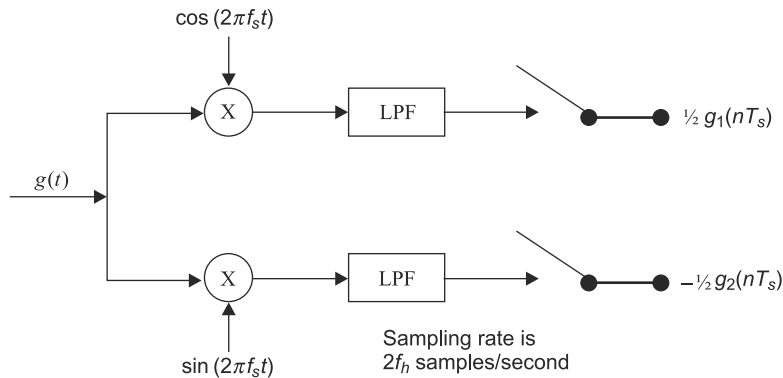 cos (2πfₛt)
X
LPF
½ g₁(nTₛ)
g(t)
X
LPF
–½ g₂(nTₛ)
sin (2πfₛt)
Sampling rate is
2fₕ samples/second